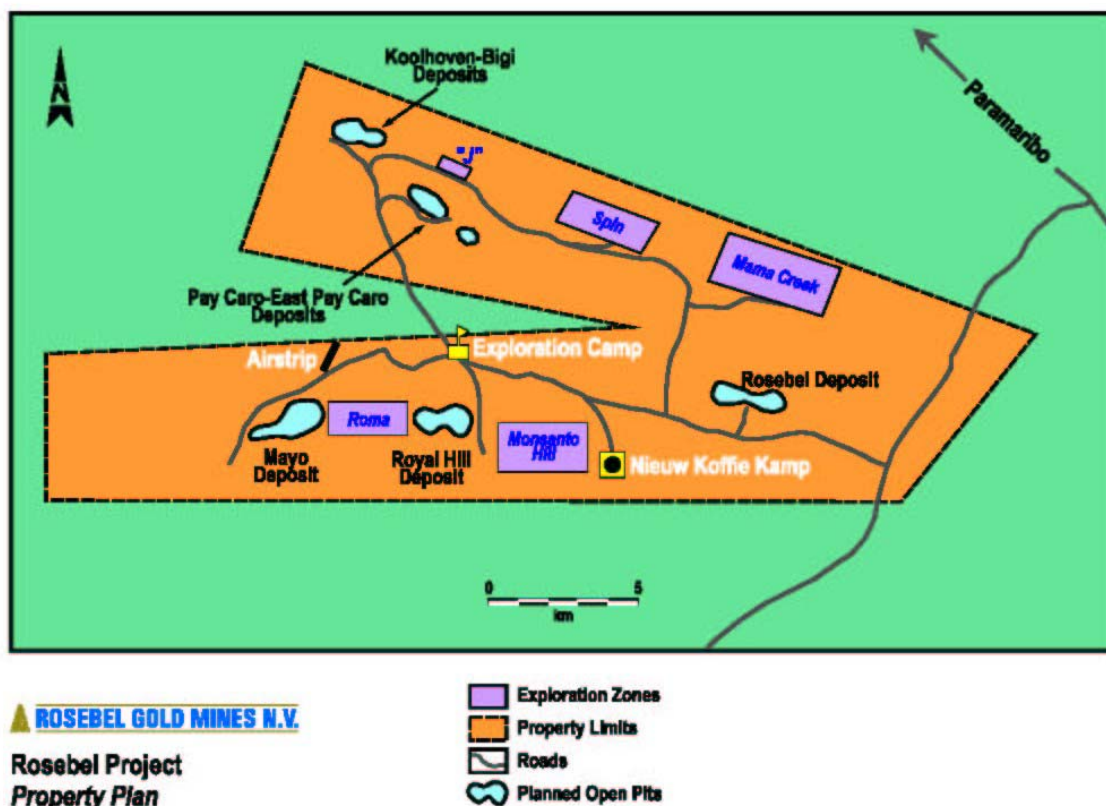 Koolhoven-Bigi
Deposits
N
Paramaribo
"J"
Spin
Mama Creek
Pay Caro-East Pay Caro
Deposits
Airstrip
Exploration Camp
Rosebel Deposit
Roma
Mayo
Deposit
Royal Hill
Deposit
Monsanto
Hill
Nieuw Koffie Kamp
0 5
km
ROSEBEL GOLD MINES N.V.
Rosebel Project
Property Plan
Exploration Zones
Property Limits
Roads
Planned Open Pits